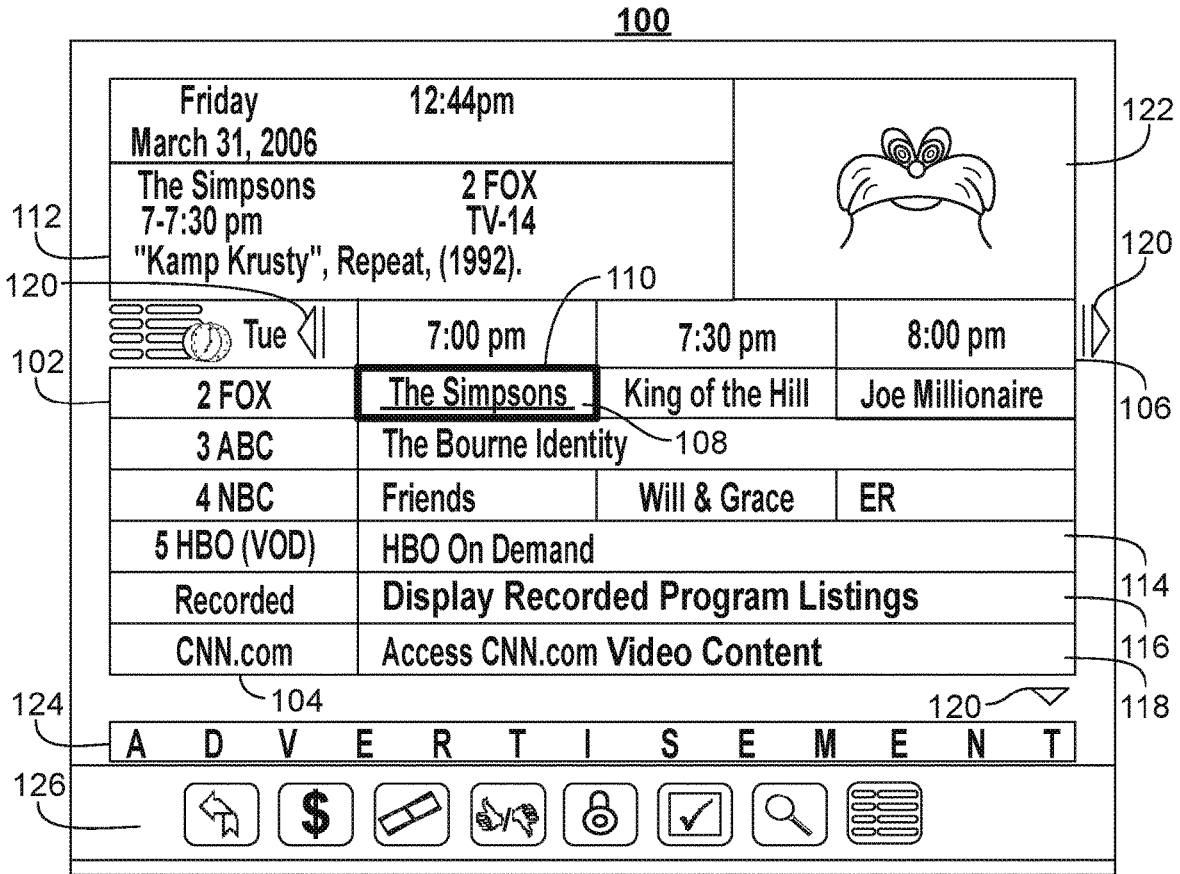 100
Friday 12:44pm
March 31, 2006
122
The Simpsons 2 FOX
112 7-7:30 pm TV-14
"Kamp Krusty", Repeat, (1992).
120 110 120
Tue 7:00 pm 7:30 pm 8:00 pm
102 2 FOX The Simpsons King of the Hill Joe Millionaire 106
3 ABC The Bourne Identity 108
4 NBC Friends Will & Grace ER
5 HBO (VOD) HBO On Demand 114
Recorded Display Recorded Program Listings 116
CNN.com Access CNN.com Video Content 118
104 120
124 A D V E R T I S E M E N T
126 $